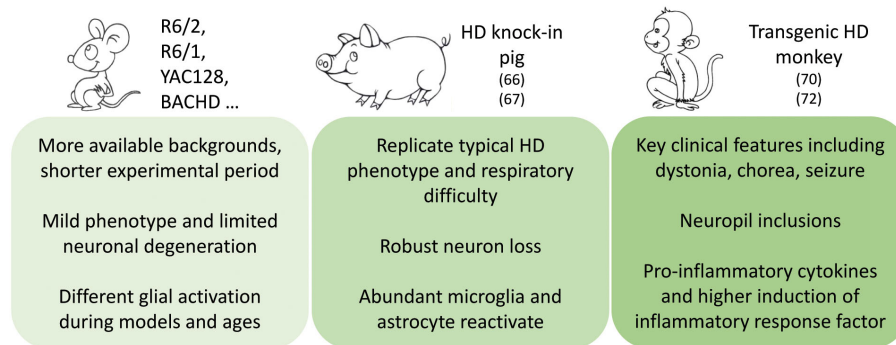 R6/2,
R6/1,
YAC128,
BACHD ...
HD knock-in
pig
(66)
(67)
Transgenic HD
monkey
(70)
(72)
More available backgrounds,
shorter experimental period
Mild phenotype and limited
neuronal degeneration
Different glial activation
during models and ages
Replicate typical HD
phenotype and respiratory
difficulty
Robust neuron loss
Abundant microglia and
astrocyte reactivate
Key clinical features including
dystonia, chorea, seizure
Neuropil inclusions
Pro-inflammatory cytokines
and higher induction of
inflammatory response factor